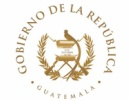 GOBIERNO DE LA REPÚBLICA
GUATEMALA